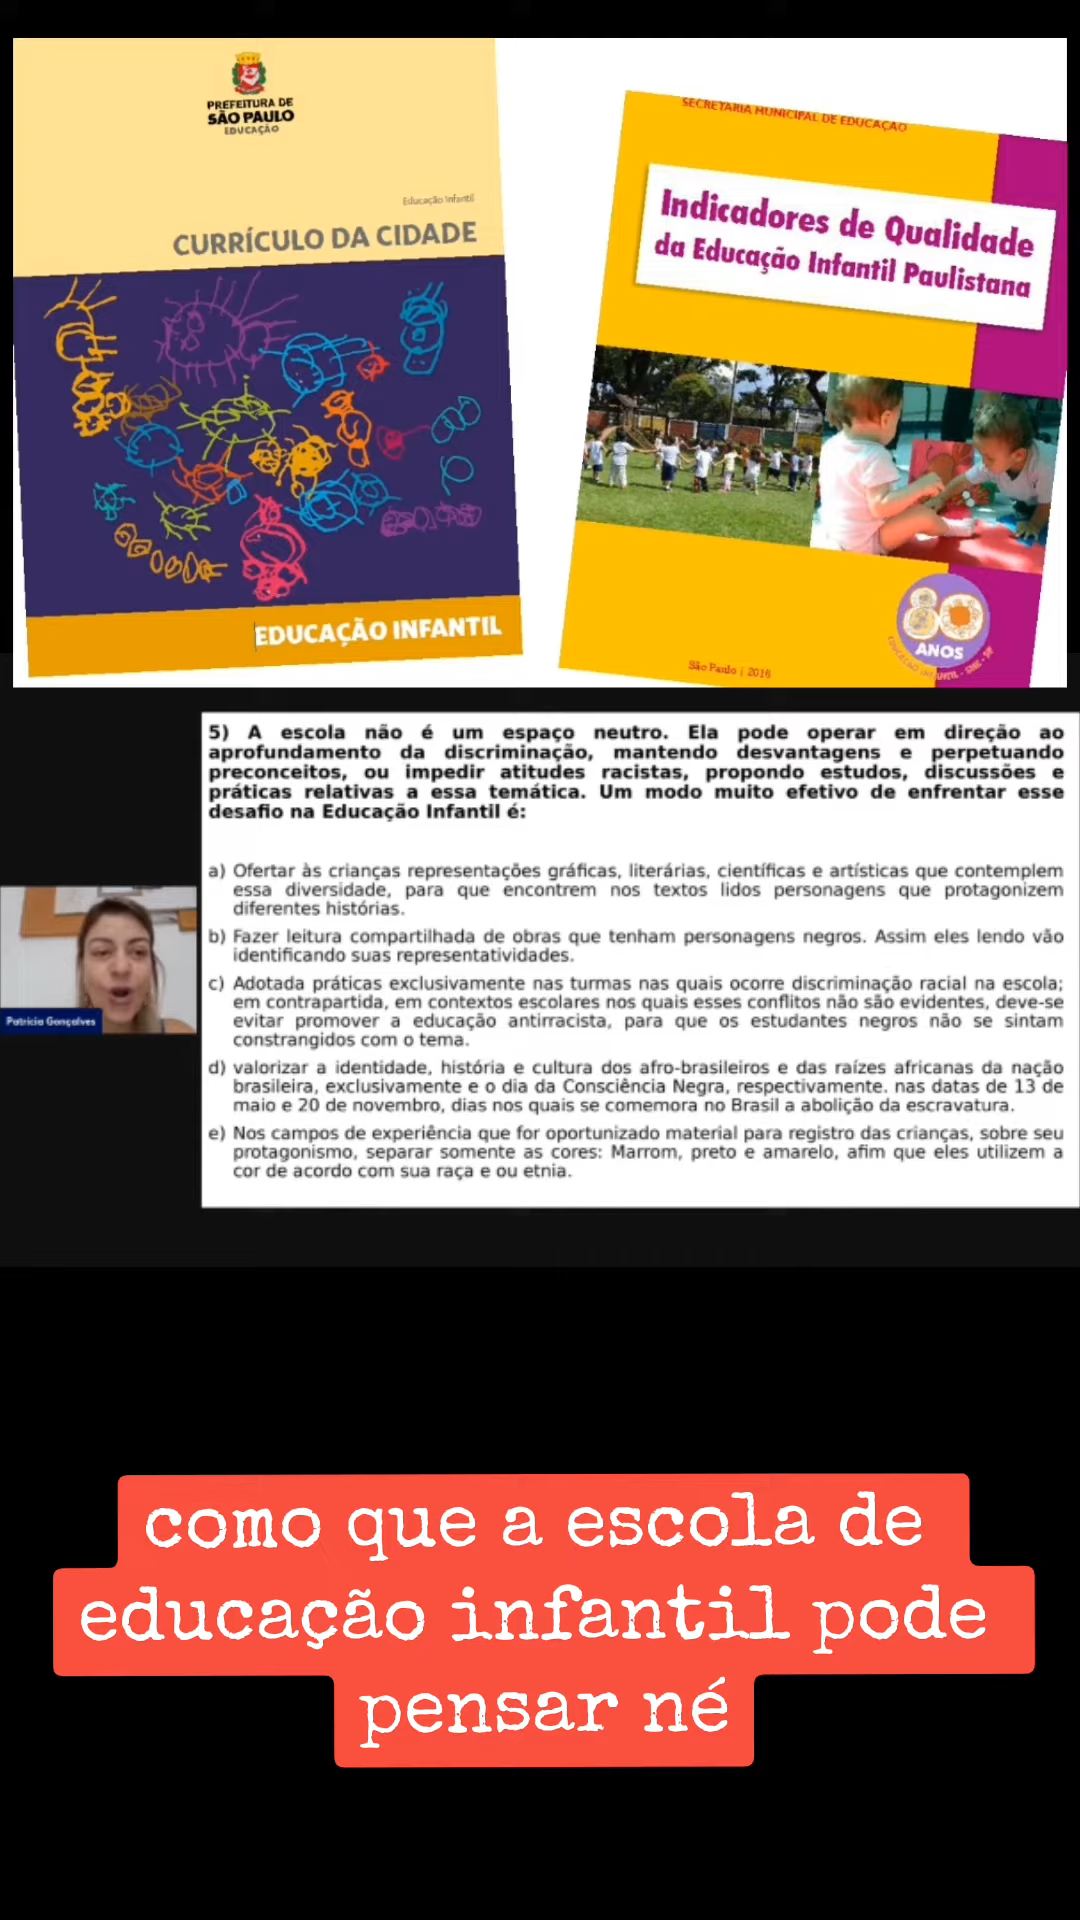 PREFEITURA DE
SÃO PAULO
EDUCAÇÃO
Educação Infantil
CURRÍCULO DA CIDADE
EDUCAÇÃO INFANTIL
SECRETARIA MUNICIPAL DE EDUCAÇÃO
Indicadores de Qualidade
da Educação Infantil Paulistana
80
ANOS
EDUCAÇÃO INFANTIL - SME - SP
São Paulo | 2016
5) A escola não é um espaço neutro. Ela pode operar em direção ao
aprofundamento da discriminação, mantendo desvantagens e perpetuando
preconceitos, ou impedir atitudes racistas, propondo estudos, discussões e
práticas relativas a essa temática. Um modo muito efetivo de enfrentar esse
desafio na Educação Infantil é:
a) Ofertar às crianças representações gráficas, literárias, científicas e artísticas que contemplem
essa diversidade, para que encontrem nos textos lidos personagens que protagonizem
diferentes histórias.
b) Fazer leitura compartilhada de obras que tenham personagens negros. Assim eles lendo vão
identificando suas representatividades.
c) Adotada práticas exclusivamente nas turmas nas quais ocorre discriminação racial na escola;
em contrapartida, em contextos escolares nos quais esses conflitos não são evidentes, deve-se
evitar promover a educação antirracista, para que os estudantes negros não se sintam
constrangidos com o tema.
d) valorizar a identidade, história e cultura dos afro-brasileiros e das raízes africanas da nação
brasileira, exclusivamente e o dia da Consciência Negra, respectivamente. nas datas de 13 de
maio e 20 de novembro, dias nos quais se comemora no Brasil a abolição da escravatura.
e) Nos campos de experiência que for oportunizado material para registro das crianças, sobre seu
protagonismo, separar somente as cores: Marrom, preto e amarelo, afim que eles utilizem a
cor de acordo com sua raça e ou etnia.
Patrícia Gonçalves
como que a escola de
educação infantil pode
pensar né